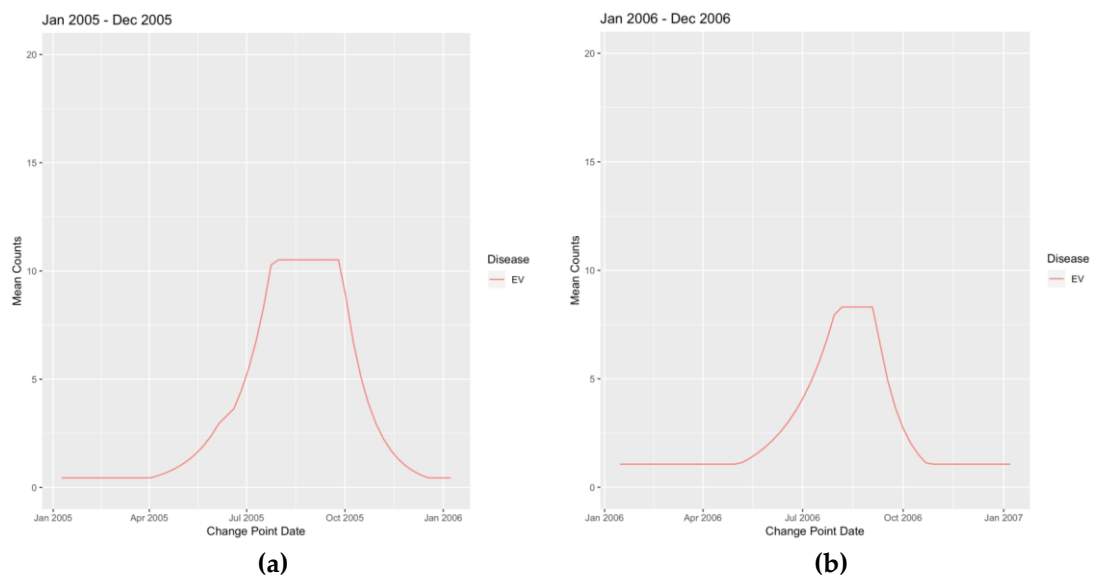 Jan 2005 - Dec 2005
20
15
10
5
0
Mean Counts
Jan 2005 Apr 2005 Jul 2005 Oct 2005 Jan 2006
Change Point Date
Disease
EV
(a)
Jan 2006 - Dec 2006
20
15
10
5
0
Mean Counts
Jan 2006 Apr 2006 Jul 2006 Oct 2006 Jan 2007
Change Point Date
Disease
EV
(b)